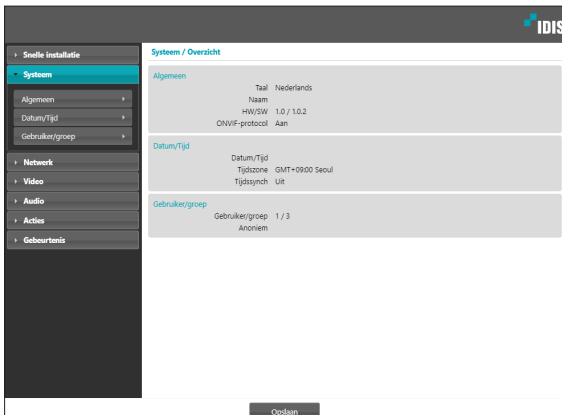 IDIS
Snelle installatie
Systeem
Algemeen
Datum/Tijd
Gebruiker/groep
Netwerk
Video
Audio
Acties
Gebeurtenis
Systeem / Overzicht
Algemeen
Taal Nederlands
Naam
HW/SW 1.0 / 1.0.2
ONVIF-protocol Aan
Datum/Tijd
Datum/Tijd
Tijdszone GMT+09:00 Seoul
Tijdssynch Uit
Gebruiker/groep
Gebruiker/groep 1 / 3
Anoniem
Opslaan